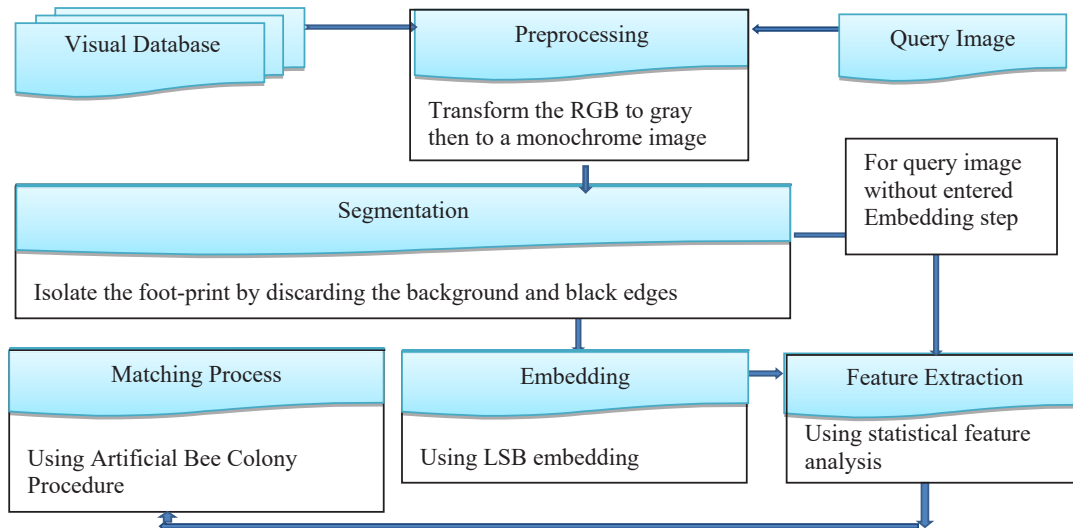 Visual Database
Preprocessing
Query Image
Transform the RGB to gray
then to a monochrome image
For query image
without entered
Embedding step
Segmentation
Isolate the foot-print by discarding the background and black edges
Matching Process
Using Artificial Bee Colony
Procedure
Embedding
Using LSB embedding
Feature Extraction
Using statistical feature
analysis